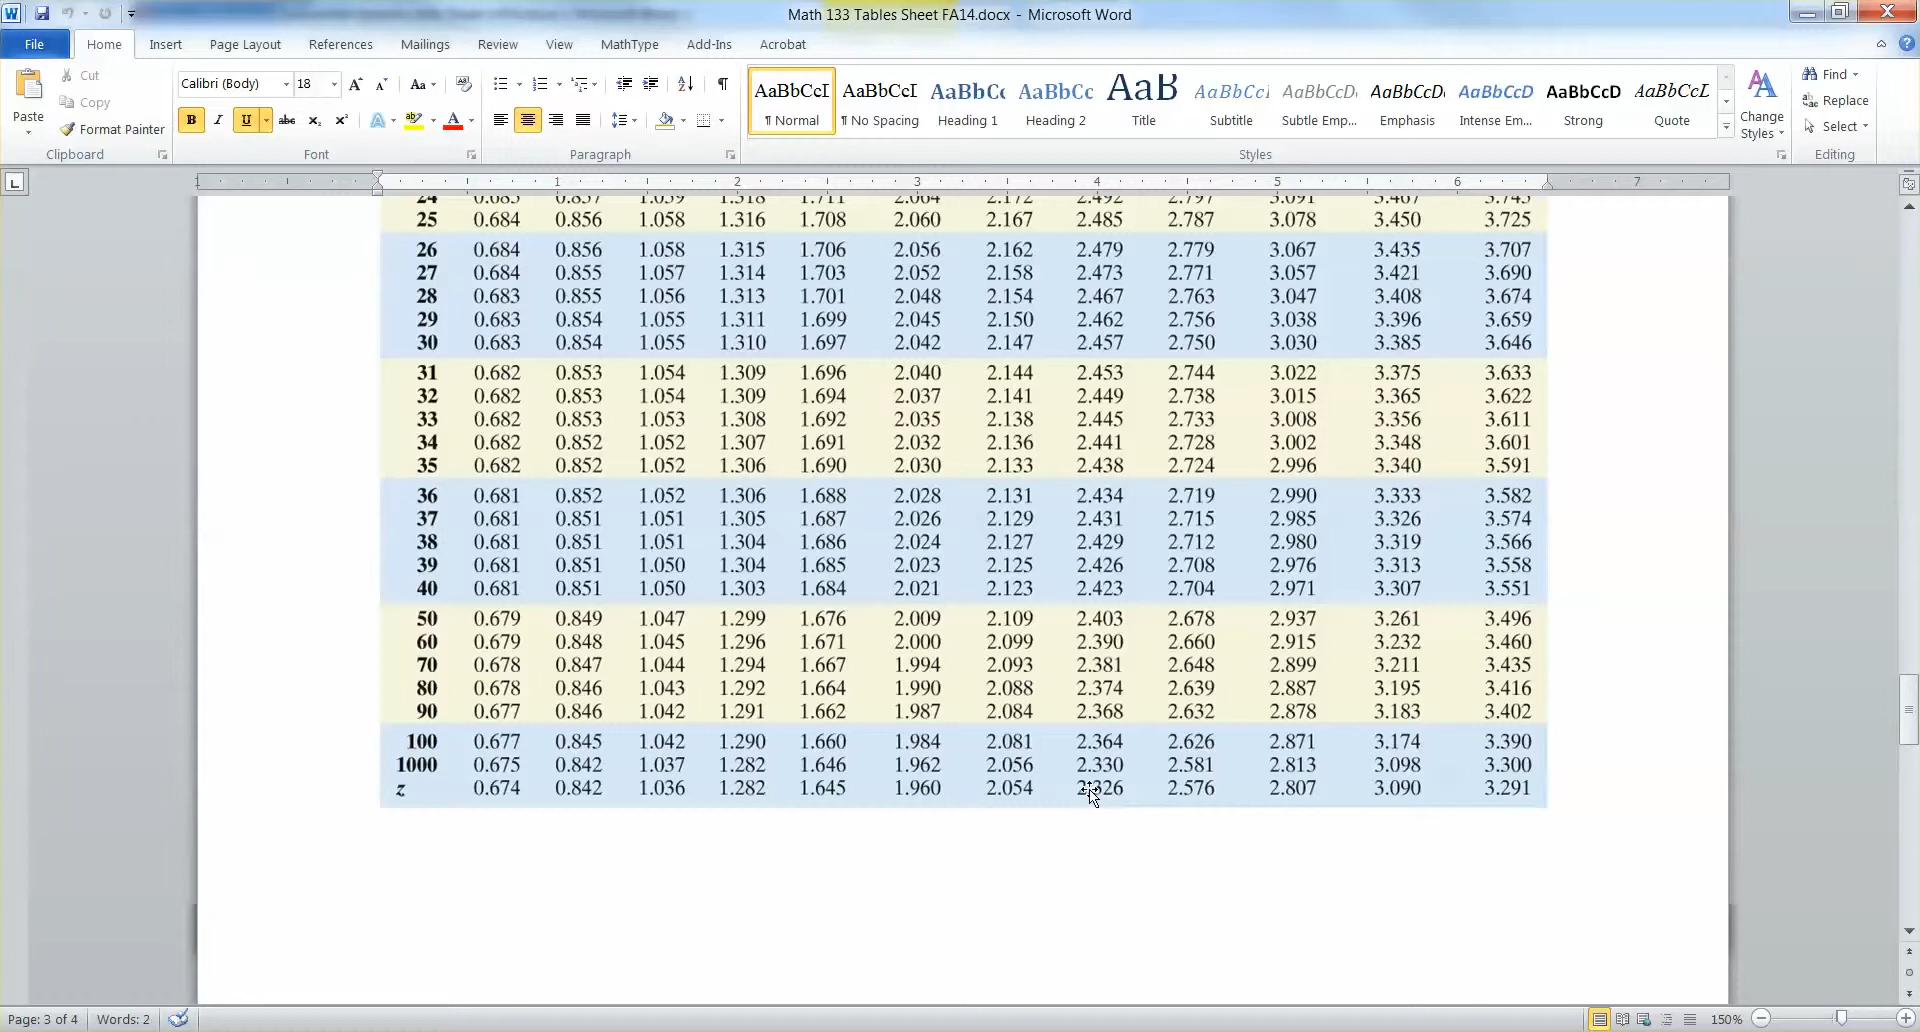 Math 133 Tables Sheet FA14.docx - Microsoft Word
File Home Insert Page Layout References Mailings Review View MathType Add-Ins Acrobat
Paste
Cut
Copy
Format Painter
Clipboard
Calibri (Body) 18
Font
Paragraph
AaBbCcI AaBbCcI AaBbCc AaBbCc AaB AaBbCcI AaBbCcD AaBbCcD AaBbCcD AaBbCcD AaBbCcL
¶ Normal ¶ No Spacing Heading 1 Heading 2 Title Subtitle Subtle Emp... Emphasis Intense Em... Strong Quote
Change Styles
Styles
Find
Replace
Select
Editing
1 1 2 3 4 5 6 7
24 0.685 0.857 1.059 1.318 1.711 2.064 2.172 2.492 2.797 3.091 3.467 3.745
25 0.684 0.856 1.058 1.316 1.708 2.060 2.167 2.485 2.787 3.078 3.450 3.725
26 0.684 0.856 1.058 1.315 1.706 2.056 2.162 2.479 2.779 3.067 3.435 3.707
27 0.684 0.855 1.057 1.314 1.703 2.052 2.158 2.473 2.771 3.057 3.421 3.690
28 0.683 0.855 1.056 1.313 1.701 2.048 2.154 2.467 2.763 3.047 3.408 3.674
29 0.683 0.854 1.055 1.311 1.699 2.045 2.150 2.462 2.756 3.038 3.396 3.659
30 0.683 0.854 1.055 1.310 1.697 2.042 2.147 2.457 2.750 3.030 3.385 3.646
31 0.682 0.853 1.054 1.309 1.696 2.040 2.144 2.453 2.744 3.022 3.375 3.633
32 0.682 0.853 1.054 1.309 1.694 2.037 2.141 2.449 2.738 3.015 3.365 3.622
33 0.682 0.853 1.053 1.308 1.692 2.035 2.138 2.445 2.733 3.008 3.356 3.611
34 0.682 0.852 1.052 1.307 1.691 2.032 2.136 2.441 2.728 3.002 3.348 3.601
35 0.682 0.852 1.052 1.306 1.690 2.030 2.133 2.438 2.724 2.996 3.340 3.591
36 0.681 0.852 1.052 1.306 1.688 2.028 2.131 2.434 2.719 2.990 3.333 3.582
37 0.681 0.851 1.051 1.305 1.687 2.026 2.129 2.431 2.715 2.985 3.326 3.574
38 0.681 0.851 1.051 1.304 1.686 2.024 2.127 2.429 2.712 2.980 3.319 3.566
39 0.681 0.851 1.050 1.304 1.685 2.023 2.125 2.426 2.708 2.976 3.313 3.558
40 0.681 0.851 1.050 1.303 1.684 2.021 2.123 2.423 2.704 2.971 3.307 3.551
50 0.679 0.849 1.047 1.299 1.676 2.009 2.109 2.403 2.678 2.937 3.261 3.496
60 0.679 0.848 1.045 1.296 1.671 2.000 2.099 2.390 2.660 2.915 3.232 3.460
70 0.678 0.847 1.044 1.294 1.667 1.994 2.093 2.381 2.648 2.899 3.211 3.435
80 0.678 0.846 1.043 1.292 1.664 1.990 2.088 2.374 2.639 2.887 3.195 3.416
90 0.677 0.846 1.042 1.291 1.662 1.987 2.084 2.368 2.632 2.878 3.183 3.402
100 0.677 0.845 1.042 1.290 1.660 1.984 2.081 2.364 2.626 2.871 3.174 3.390
1000 0.675 0.842 1.037 1.282 1.646 1.962 2.056 2.330 2.581 2.813 3.098 3.300
z 0.674 0.842 1.036 1.282 1.645 1.960 2.054 2.326 2.576 2.807 3.090 3.291
Page: 3 of 4 Words: 2 150%